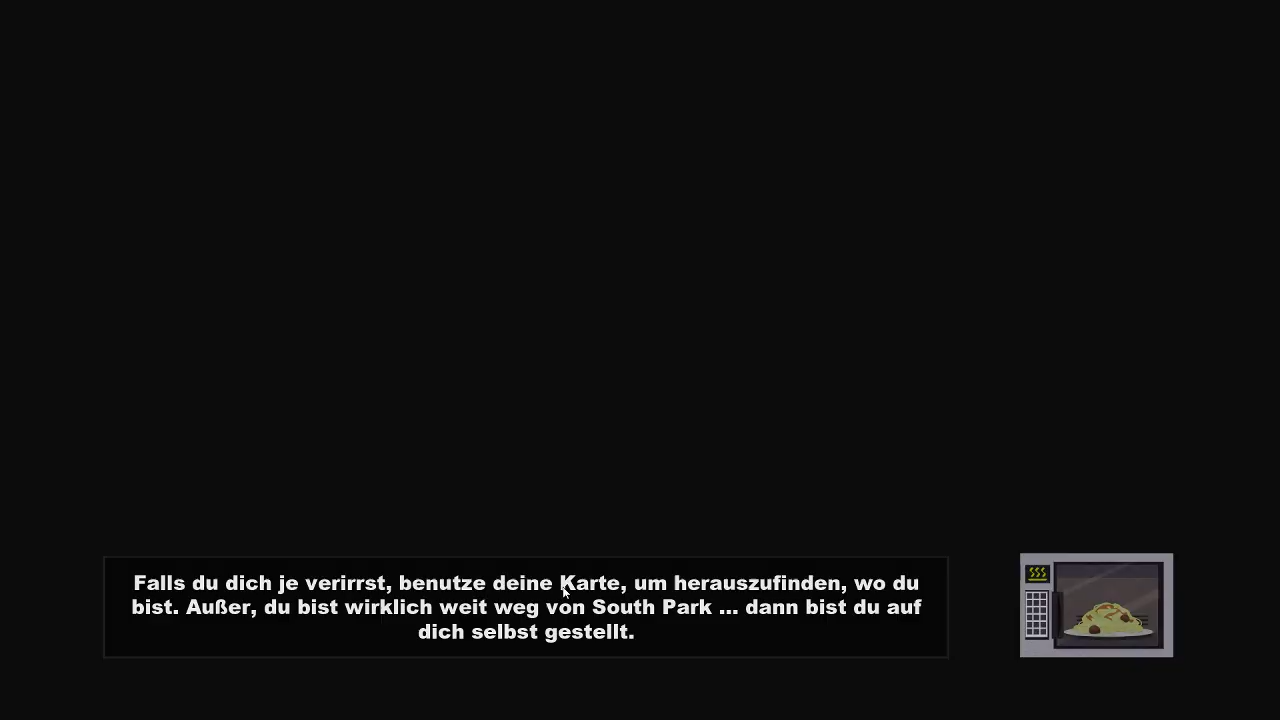 Falls du dich je verirrst, benutze deine Karte, um herauszufinden, wo du
bist. Außer, du bist wirklich weit weg von South Park ... dann bist du auf
dich selbst gestellt.